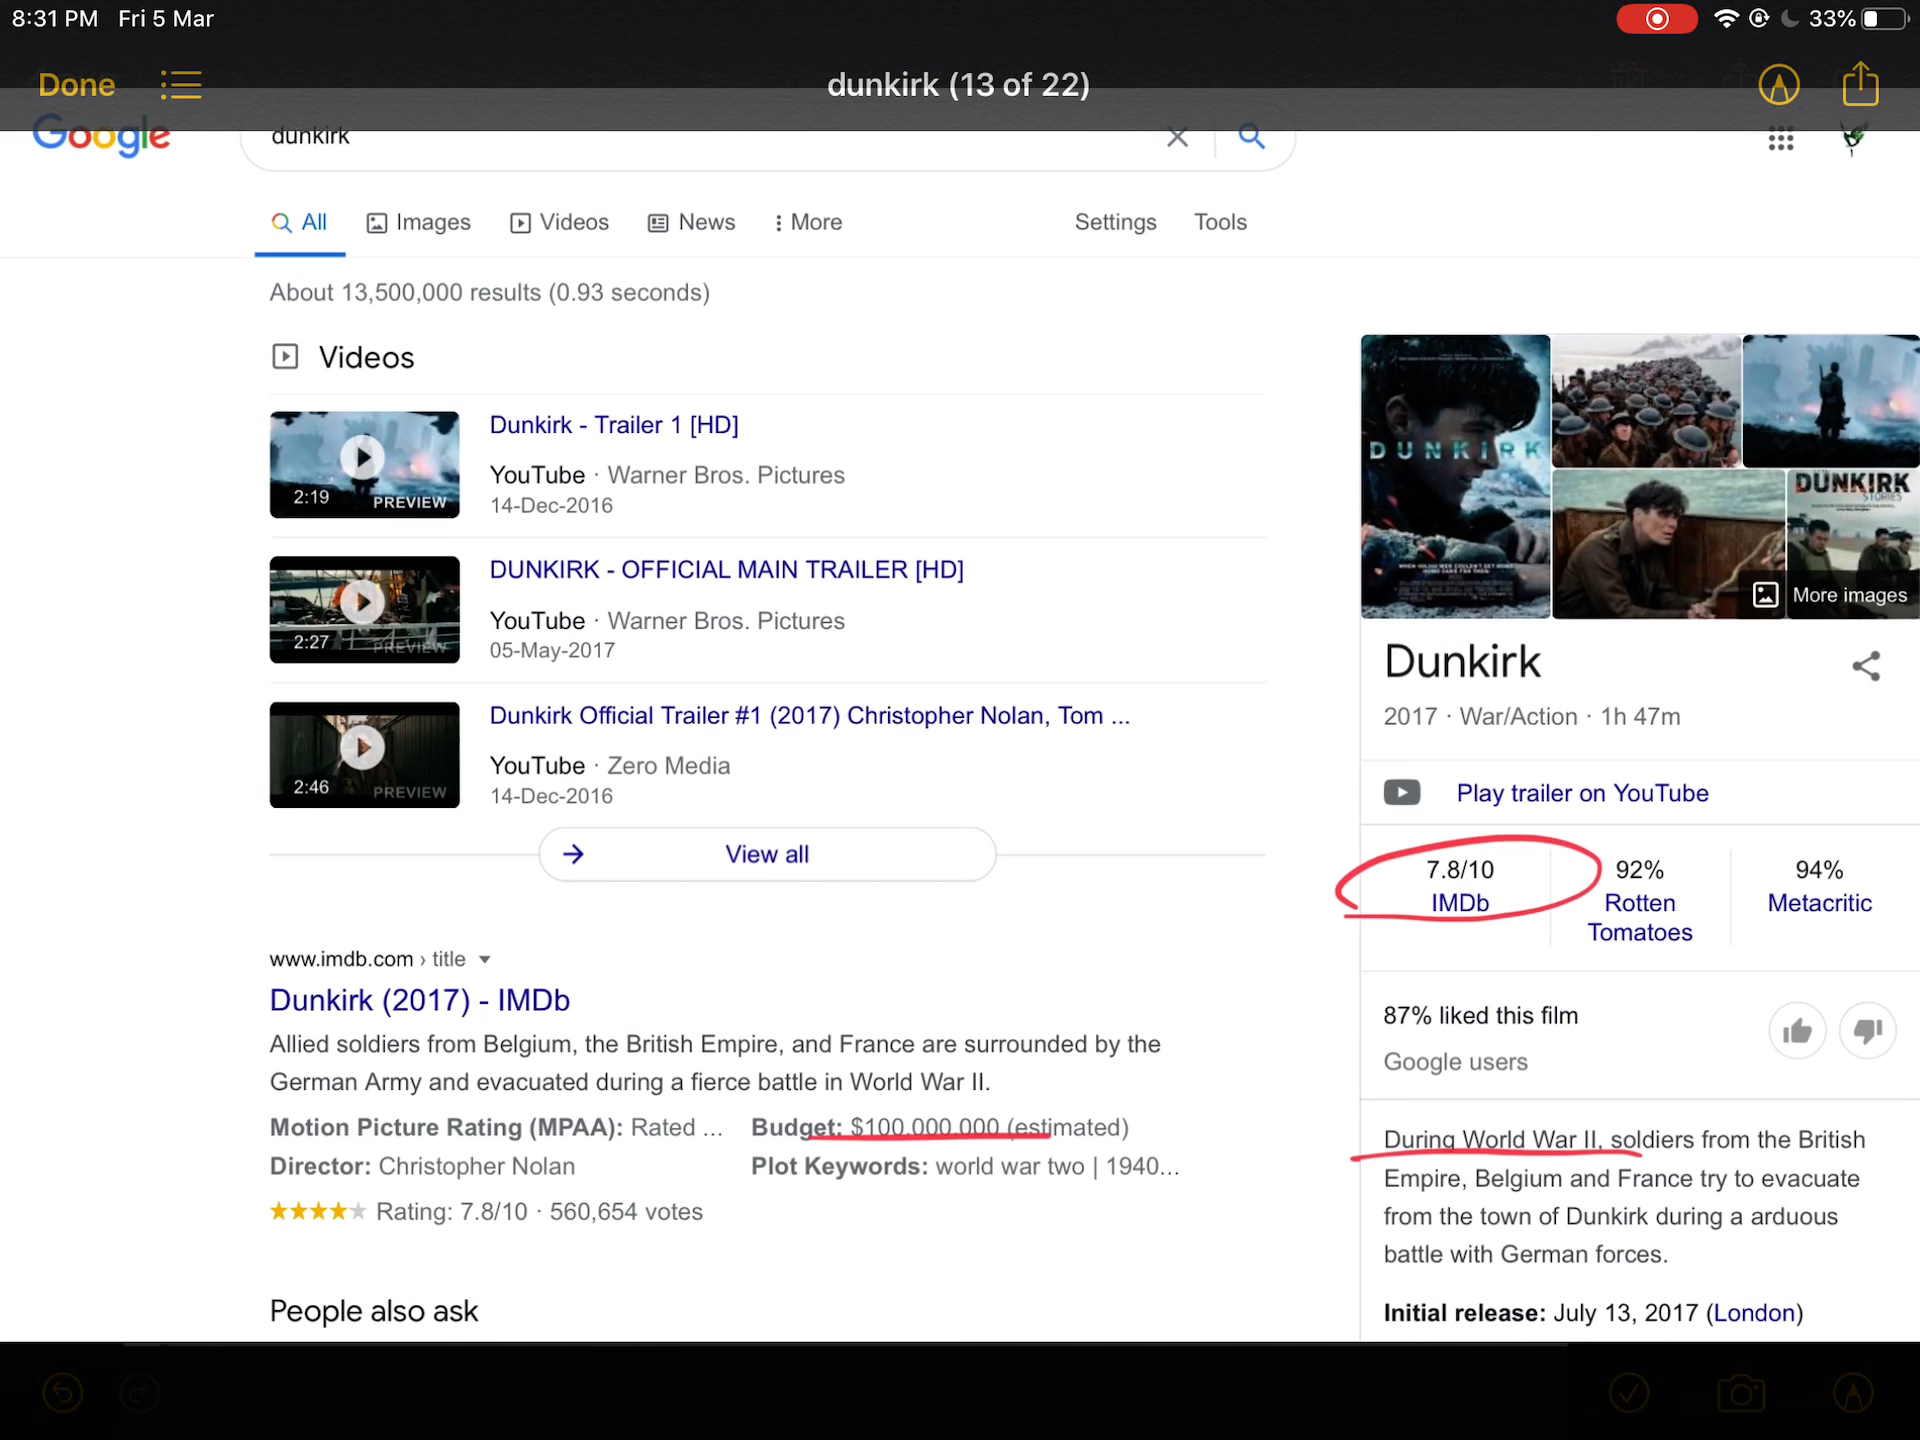 8:31 PM Fri 5 Mar 33%
Done dunkirk (13 of 22)
Google dunkirk
All Images Videos News More Settings Tools
About 13,500,000 results (0.93 seconds)
Videos
Dunkirk - Trailer 1 [HD]
YouTube · Warner Bros. Pictures
14-Dec-2016
2:19 PREVIEW
DUNKIRK - OFFICIAL MAIN TRAILER [HD]
YouTube · Warner Bros. Pictures
05-May-2017
2:27 PREVIEW
Dunkirk Official Trailer #1 (2017) Christopher Nolan, Tom ...
YouTube · Zero Media
14-Dec-2016
2:46 PREVIEW
View all
www.imdb.com › title
Dunkirk (2017) - IMDb
Allied soldiers from Belgium, the British Empire, and France are surrounded by the
German Army and evacuated during a fierce battle in World War II.
Motion Picture Rating (MPAA): Rated ... Budget: $100,000,000 (estimated)
Director: Christopher Nolan Plot Keywords: world war two | 1940...
Rating: 7.8/10 · 560,654 votes
People also ask
DUNKIRK
DUNKIRK
STORIES
More images
Dunkirk
2017 · War/Action · 1h 47m
Play trailer on YouTube
7.8/10 92% 94%
IMDb Rotten Metacritic
Tomatoes
87% liked this film
Google users
During World War II, soldiers from the British
Empire, Belgium and France try to evacuate
from the town of Dunkirk during a arduous
battle with German forces.
Initial release: July 13, 2017 (London)